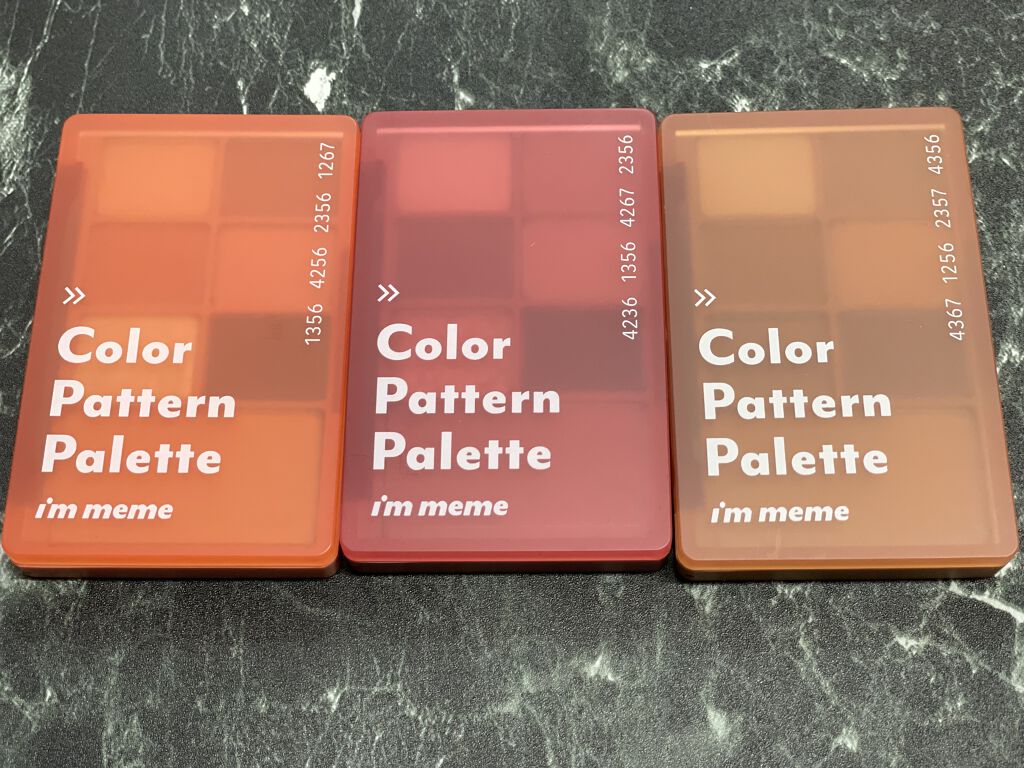 1356 4256 2356 1267
»
Color
Pattern
Palette
i'm meme
4236 1356 4267 2356
»
Color
Pattern
Palette
i'm meme
4367 1256 2357 4356
»
Color
Pattern
Palette
i'm meme